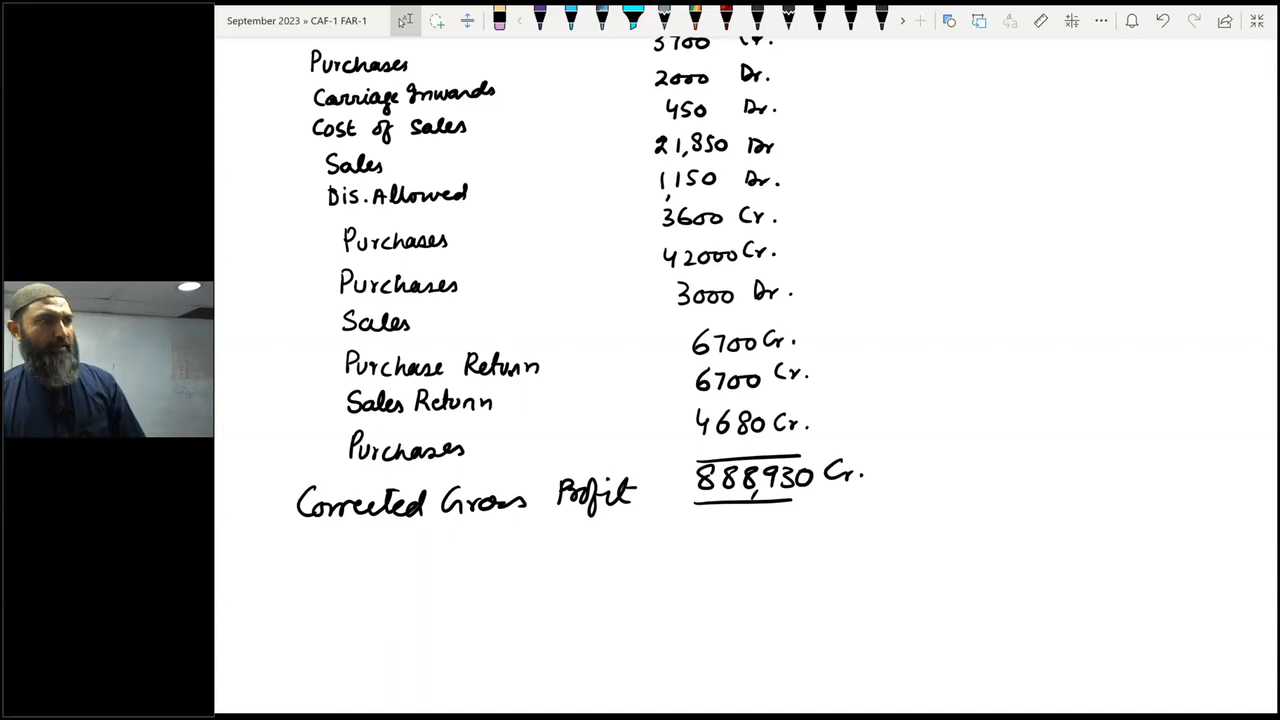 September 2023 » CAF-1 FAR-1
3700 Cr.
Purchases 2000 Dr.
Carriage Inwards 450 Dr.
Cost of Sales 21,850 Dr
Sales 1,150 Dr.
Dis. Allowed 3600 Cr.
Purchases 42000 Cr.
Purchases 3000 Dr.
Sales 6700 Cr.
Purchase Return 6700 Cr.
Sales Return 4680 Cr.
Purchases
Corrected Gross Profit 888,930 Cr.